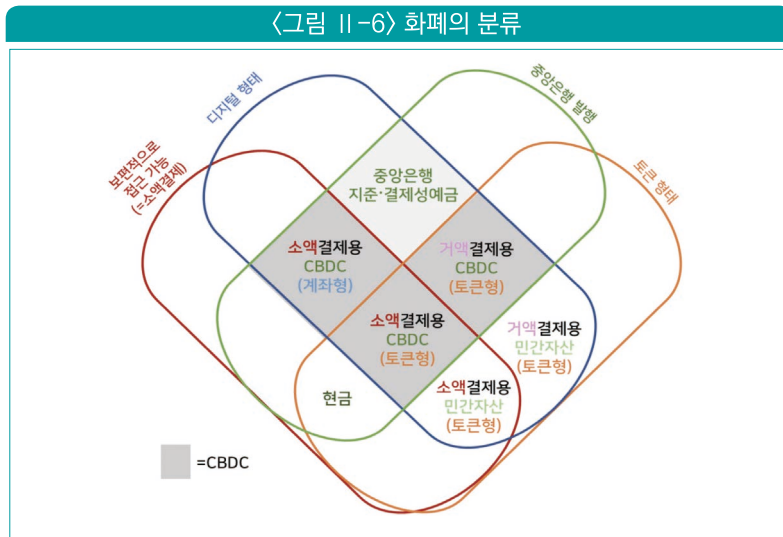 〈그림 Ⅱ-6〉 화폐의 분류
디지털 형태
중앙은행 발행
보편적으로
접근 가능
(=소액결제)
토큰 형태
중앙은행
지준·결제성예금
소액결제용
CBDC
(계좌형)
거액결제용
CBDC
(토큰형)
소액결제용
CBDC
(토큰형)
거액결제용
민간자산
(토큰형)
소액결제용
민간자산
(토큰형)
현금
=CBDC